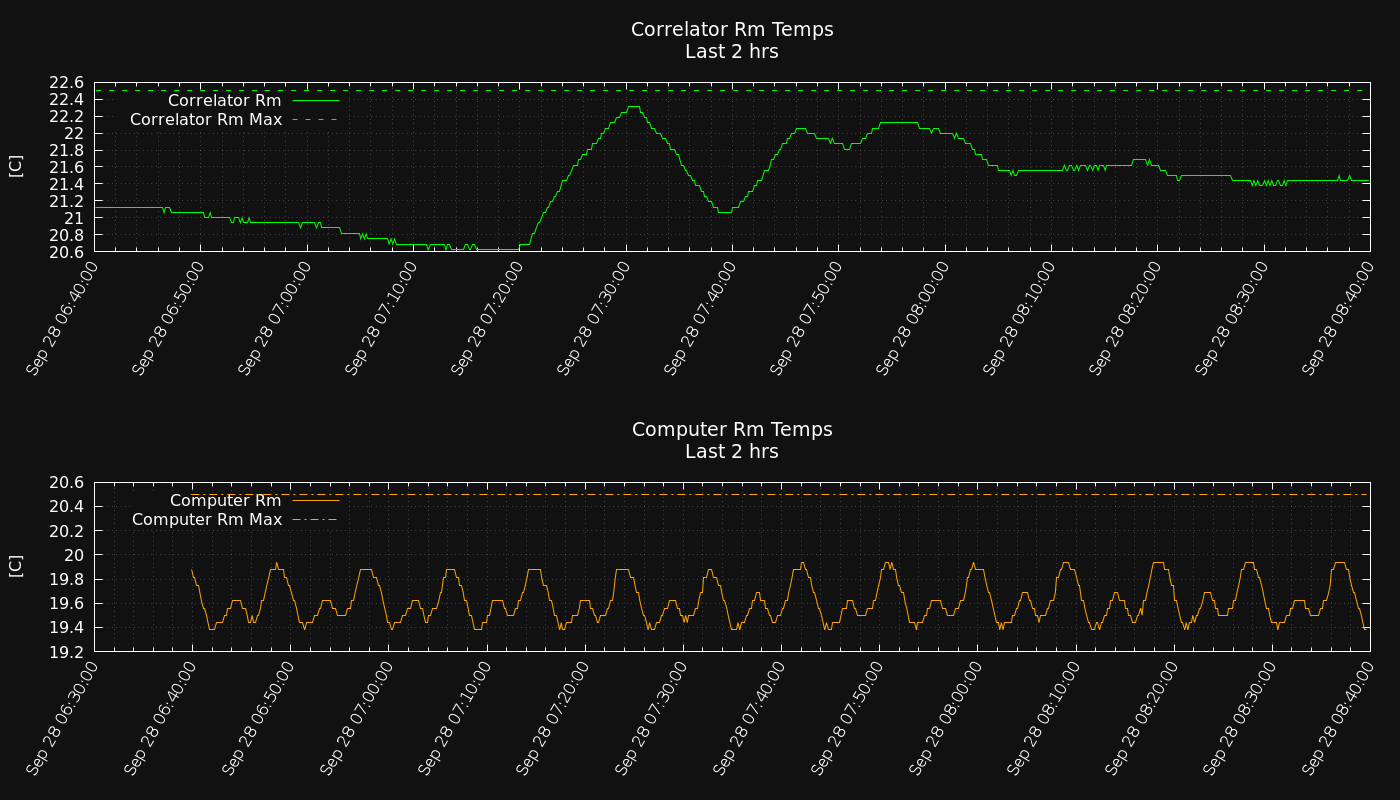 Correlator Rm Temps
Last 2 hrs
22.6
22.4
22.2
22
21.8
21.6
21.4
21.2
21
20.8
20.6
[C]
Correlator Rm
Correlator Rm Max
Sep 28 06:40:00
Sep 28 06:50:00
Sep 28 07:00:00
Sep 28 07:10:00
Sep 28 07:20:00
Sep 28 07:30:00
Sep 28 07:40:00
Sep 28 07:50:00
Sep 28 08:00:00
Sep 28 08:10:00
Sep 28 08:20:00
Sep 28 08:30:00
Sep 28 08:40:00
Computer Rm Temps
Last 2 hrs
20.6
20.4
20.2
20
19.8
19.6
19.4
19.2
[C]
Computer Rm
Computer Rm Max
Sep 28 06:30:00
Sep 28 06:40:00
Sep 28 06:50:00
Sep 28 07:00:00
Sep 28 07:10:00
Sep 28 07:20:00
Sep 28 07:30:00
Sep 28 07:40:00
Sep 28 07:50:00
Sep 28 08:00:00
Sep 28 08:10:00
Sep 28 08:20:00
Sep 28 08:30:00
Sep 28 08:40:00